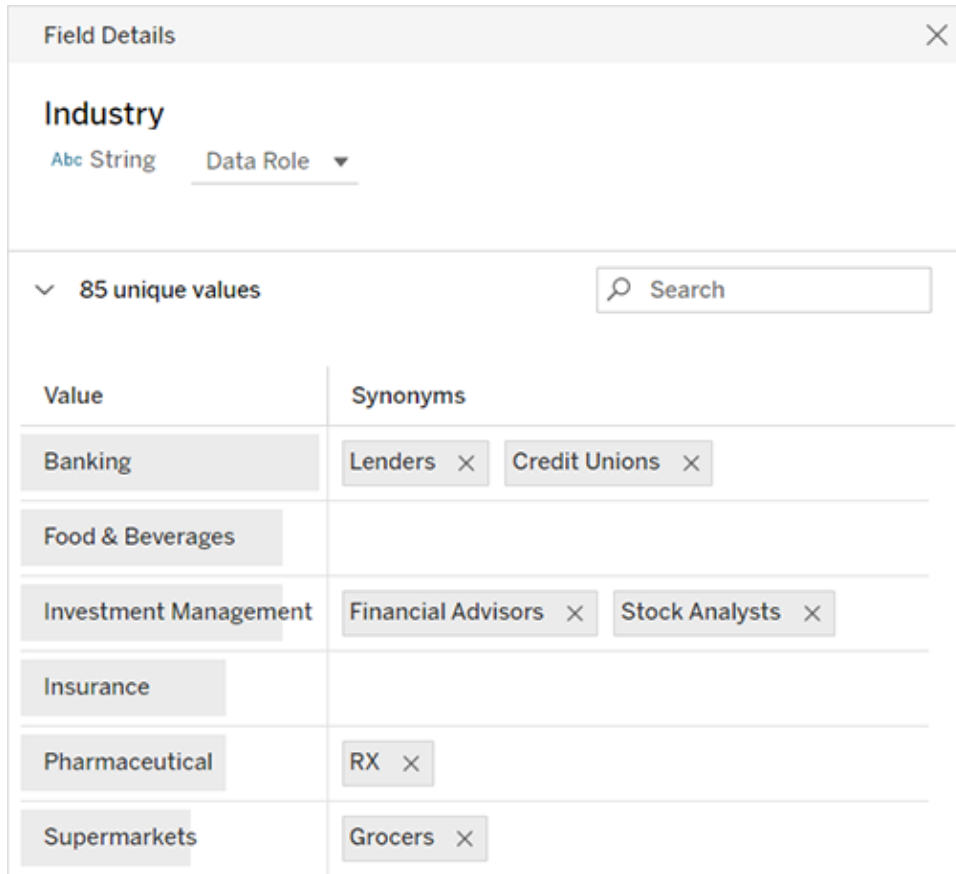 Field Details
Industry
Abc String Data Role
85 unique values Search
Value Synonyms
Banking Lenders Credit Unions
Food & Beverages
Investment Management Financial Advisors Stock Analysts
Insurance
Pharmaceutical RX
Supermarkets Grocers